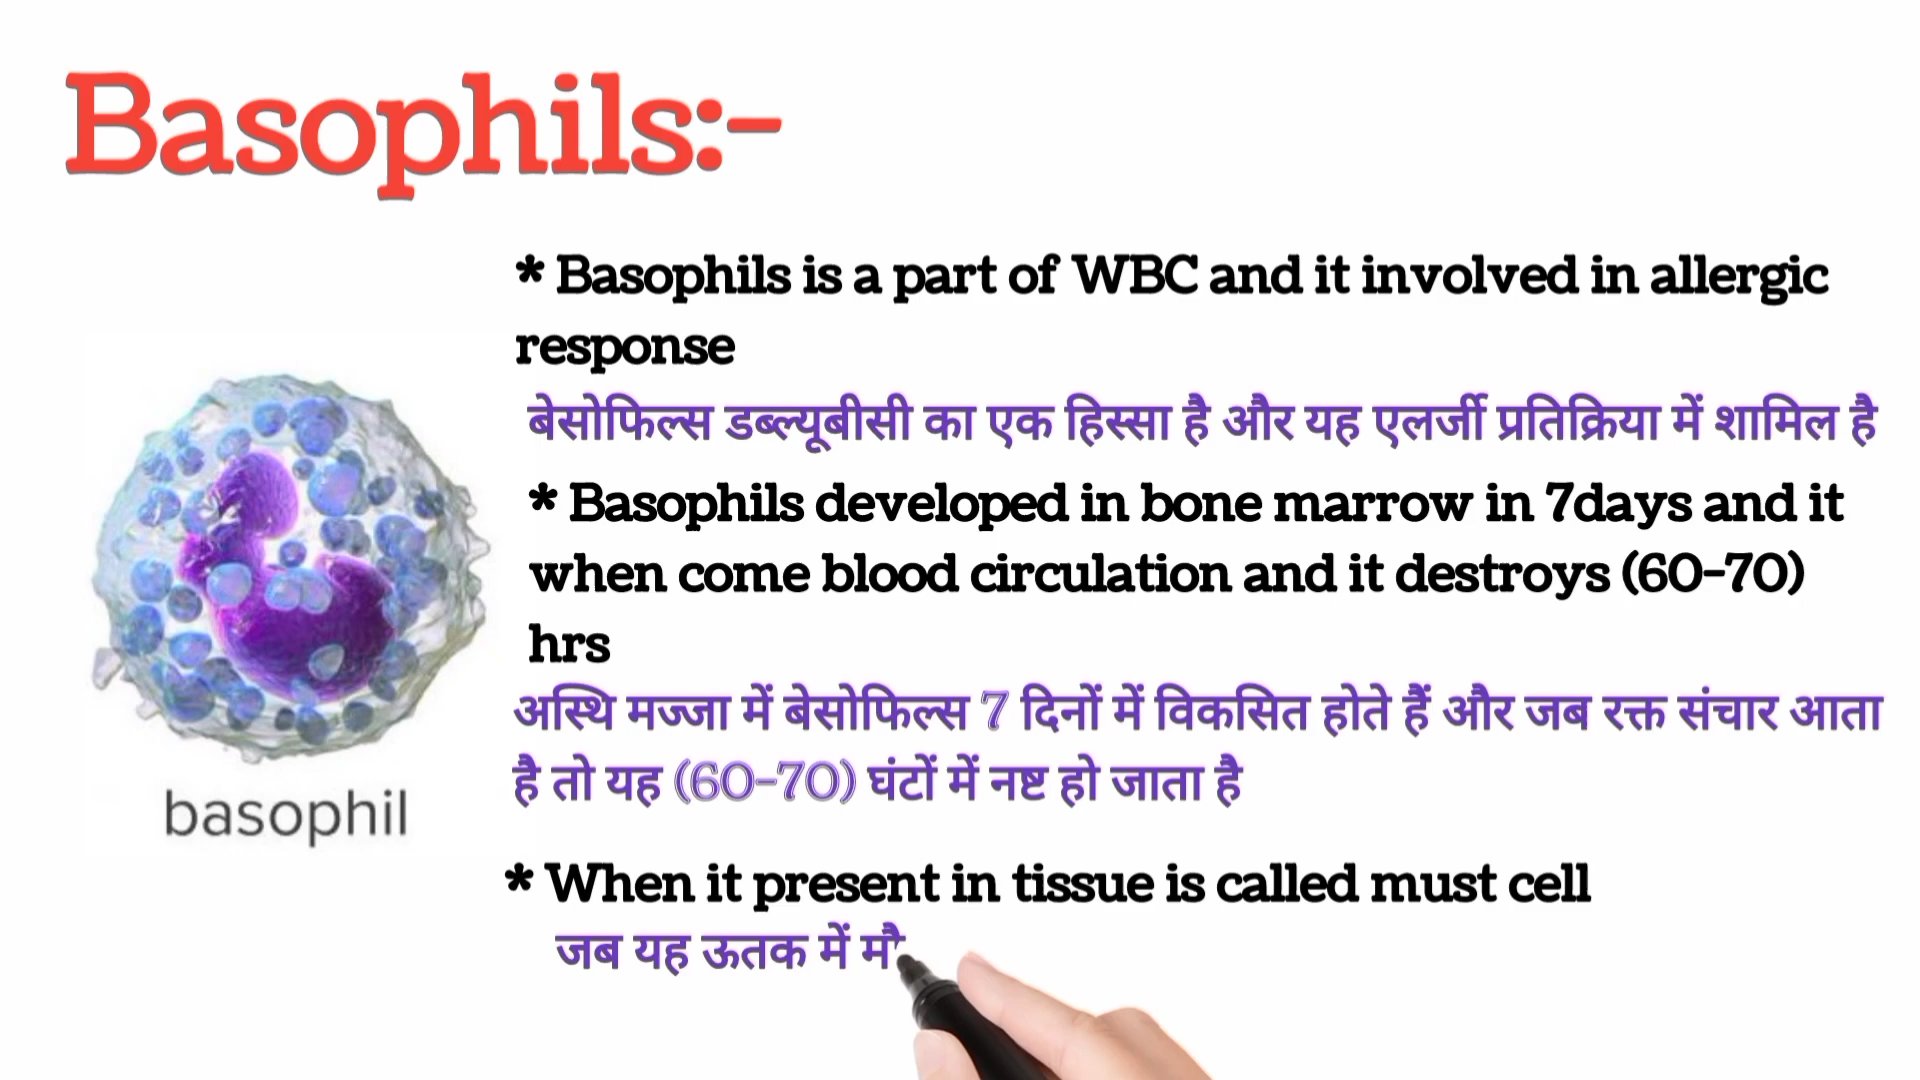 Basophils:-
* Basophils is a part of WBC and it involved in allergic
response
बेसोफिल्स डब्ल्यूबीसी का एक हिस्सा है और यह एलर्जी प्रतिक्रिया में शामिल है
* Basophils developed in bone marrow in 7days and it
when come blood circulation and it destroys (60-70)
hrs
अस्थि मज्जा में बेसोफिल्स 7 दिनों में विकसित होते हैं और जब रक्त संचार आता
है तो यह (60-70) घंटों में नष्ट हो जाता है
basophil
* When it present in tissue is called must cell
जब यह ऊतक में